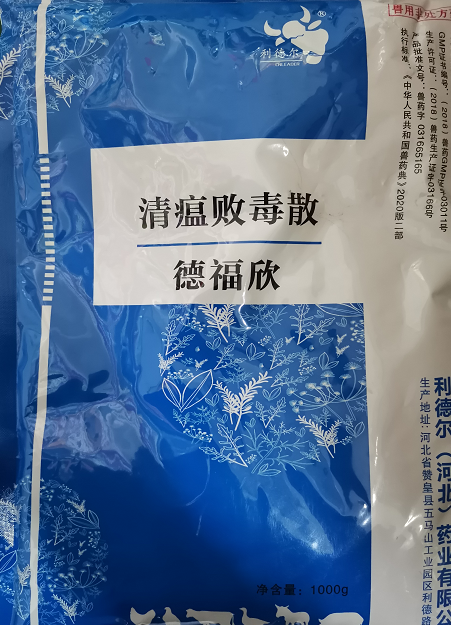 利德尔®
CNLEADER
兽用非处方
清瘟败毒散
德福欣
净含量：1000g
GMP证书编号：（2018）兽药GMP证字03011号
生产许可证：（2018）兽药生产证字03166号
产品批准文号：兽药字 031665165
执行标准：《中华人民共和国兽药典》2020版二部
利德尔（河北）药业有限公
生产地址：河北省赞皇县五马山工业园区利德路